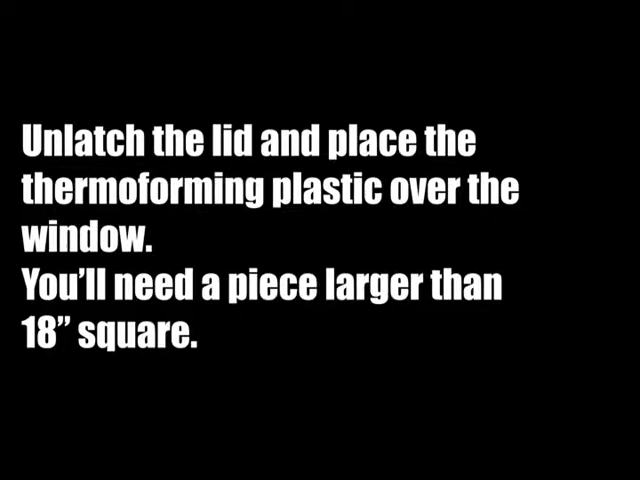 Unlatch the lid and place the
thermoforming plastic over the
window.
You’ll need a piece larger than
18” square.